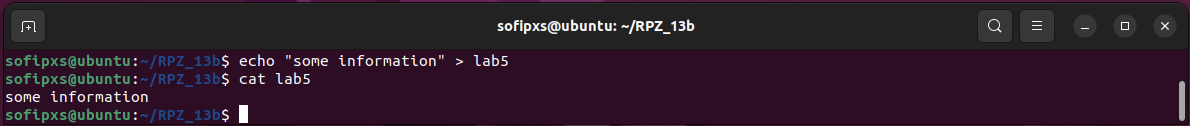 sofipxs@ubuntu: ~/RPZ_13b
sofipxs@ubuntu:~/RPZ_13b$ echo "some information" > lab5
sofipxs@ubuntu:~/RPZ_13b$ cat lab5
some information
sofipxs@ubuntu:~/RPZ_13b$